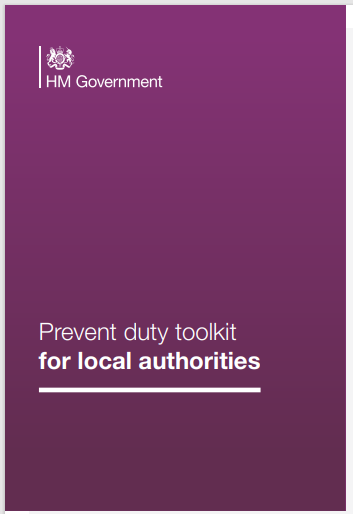 HM Government
Prevent duty toolkit
for local authorities